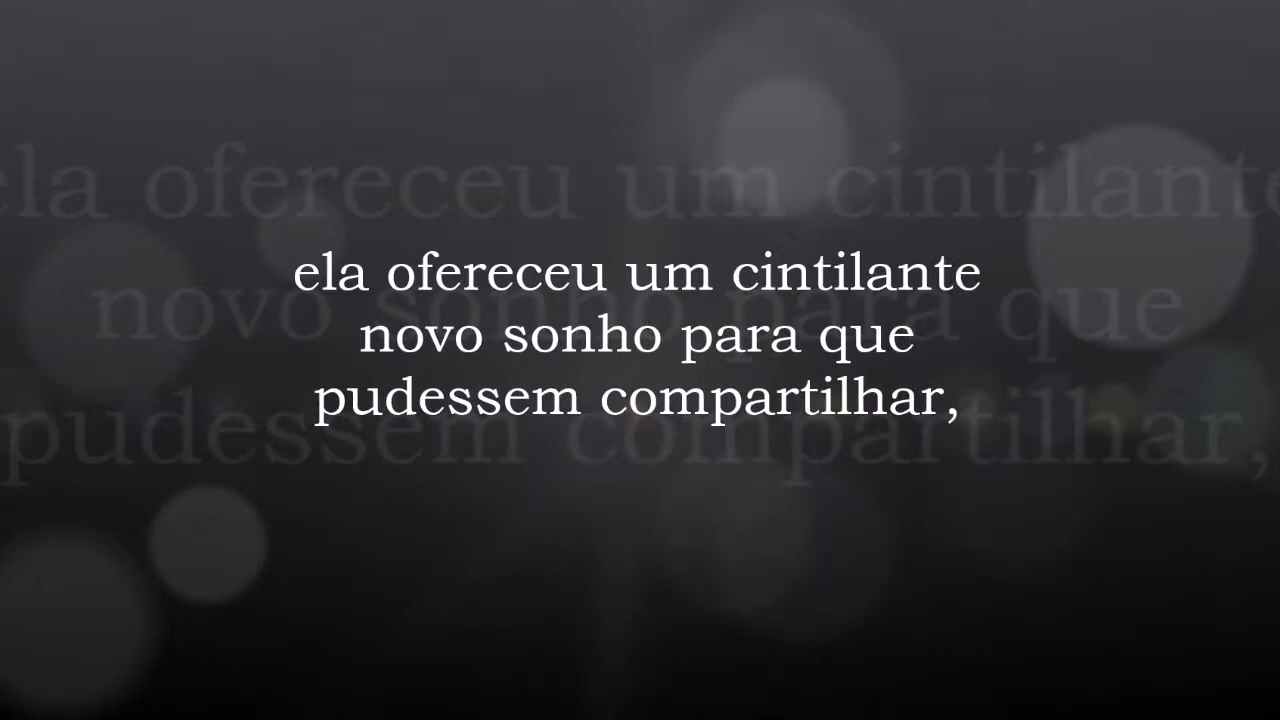 ela ofereceu um cintilante
novo sonho para que
pudessem compartilhar,